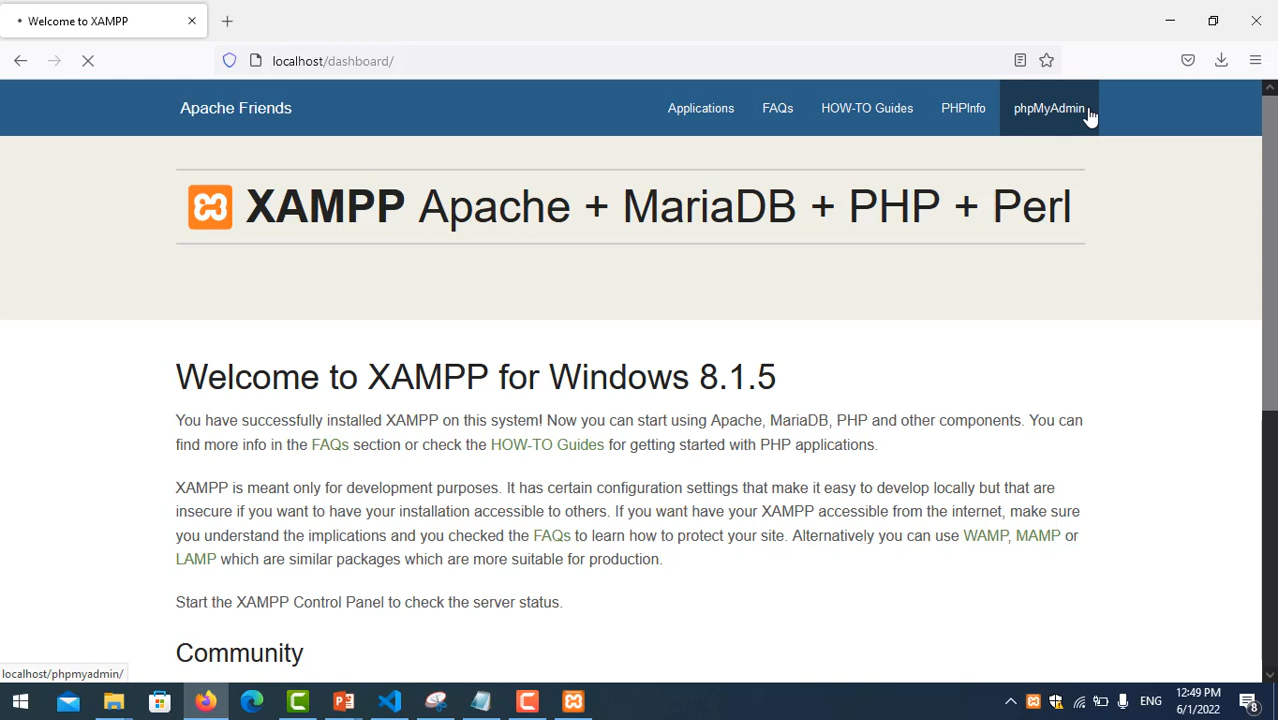 Welcome to XAMPP
localhost/dashboard/
Apache Friends
Applications
FAQs
HOW-TO Guides
PHPInfo
phpMyAdmin
XAMPP Apache + MariaDB + PHP + Perl
Welcome to XAMPP for Windows 8.1.5
You have successfully installed XAMPP on this system! Now you can start using Apache, MariaDB, PHP and other components. You can
find more info in the FAQs section or check the HOW-TO Guides for getting started with PHP applications.
XAMPP is meant only for development purposes. It has certain configuration settings that make it easy to develop locally but that are
insecure if you want to have your installation accessible to others. If you want have your XAMPP accessible from the internet, make sure
you understand the implications and you checked the FAQs to learn how to protect your site. Alternatively you can use WAMP, MAMP or
LAMP which are similar packages which are more suitable for production.
Start the XAMPP Control Panel to check the server status.
Community
localhost/phpmyadmin/
ENG
12:49 PM
6/1/2022
8